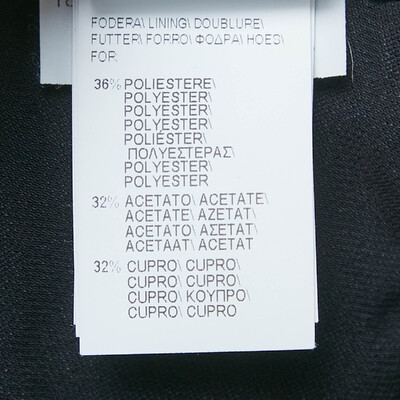 FODERA\ LINING\ DOUBLURE\
FUTTER\ FORRO\ ΦΟΔΡΑ\ HOES\
FOR:
36% POLIESTERE\
POLYESTER\
POLYESTER\
POLYESTER\
POLIÉSTER\
ΠΟΛΥΕΣΤΕΡΑΣ\
POLYESTER\
POLYESTER
32% ACETATO\ ACETATE\
ACETATE\ AZETAT\
ACETATO\ ΑΣΕΤΑΤ\
ACETAAT\ ACETAT
32% CUPRO\ CUPRO\
CUPRO\ CUPRO\
CUPRO\ ΚΟΥΠΡΟ\
CUPRO\ CUPRO